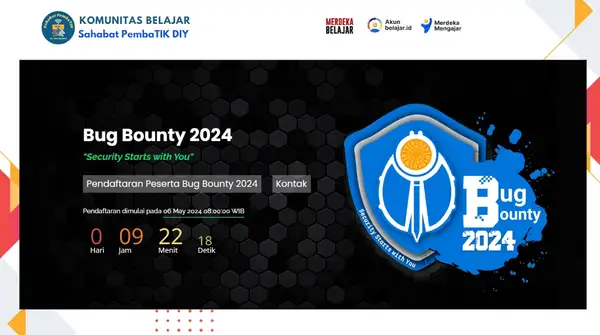 KOMUNITAS BELAJAR
Sahabat PembaTIK DIY
MERDEKA
BELAJAR
Akun
belajar.id
Merdeka
Mengajar
Bug Bounty 2024
"Security Starts with You"
Pendaftaran Peserta Bug Bounty 2024
Kontak
Pendaftaran dimulai pada 06 May 2024 08:00:00 WIB
0 09 22 18
Hari Jam Menit Detik
Security Starts with You
Bug
Bounty
2024